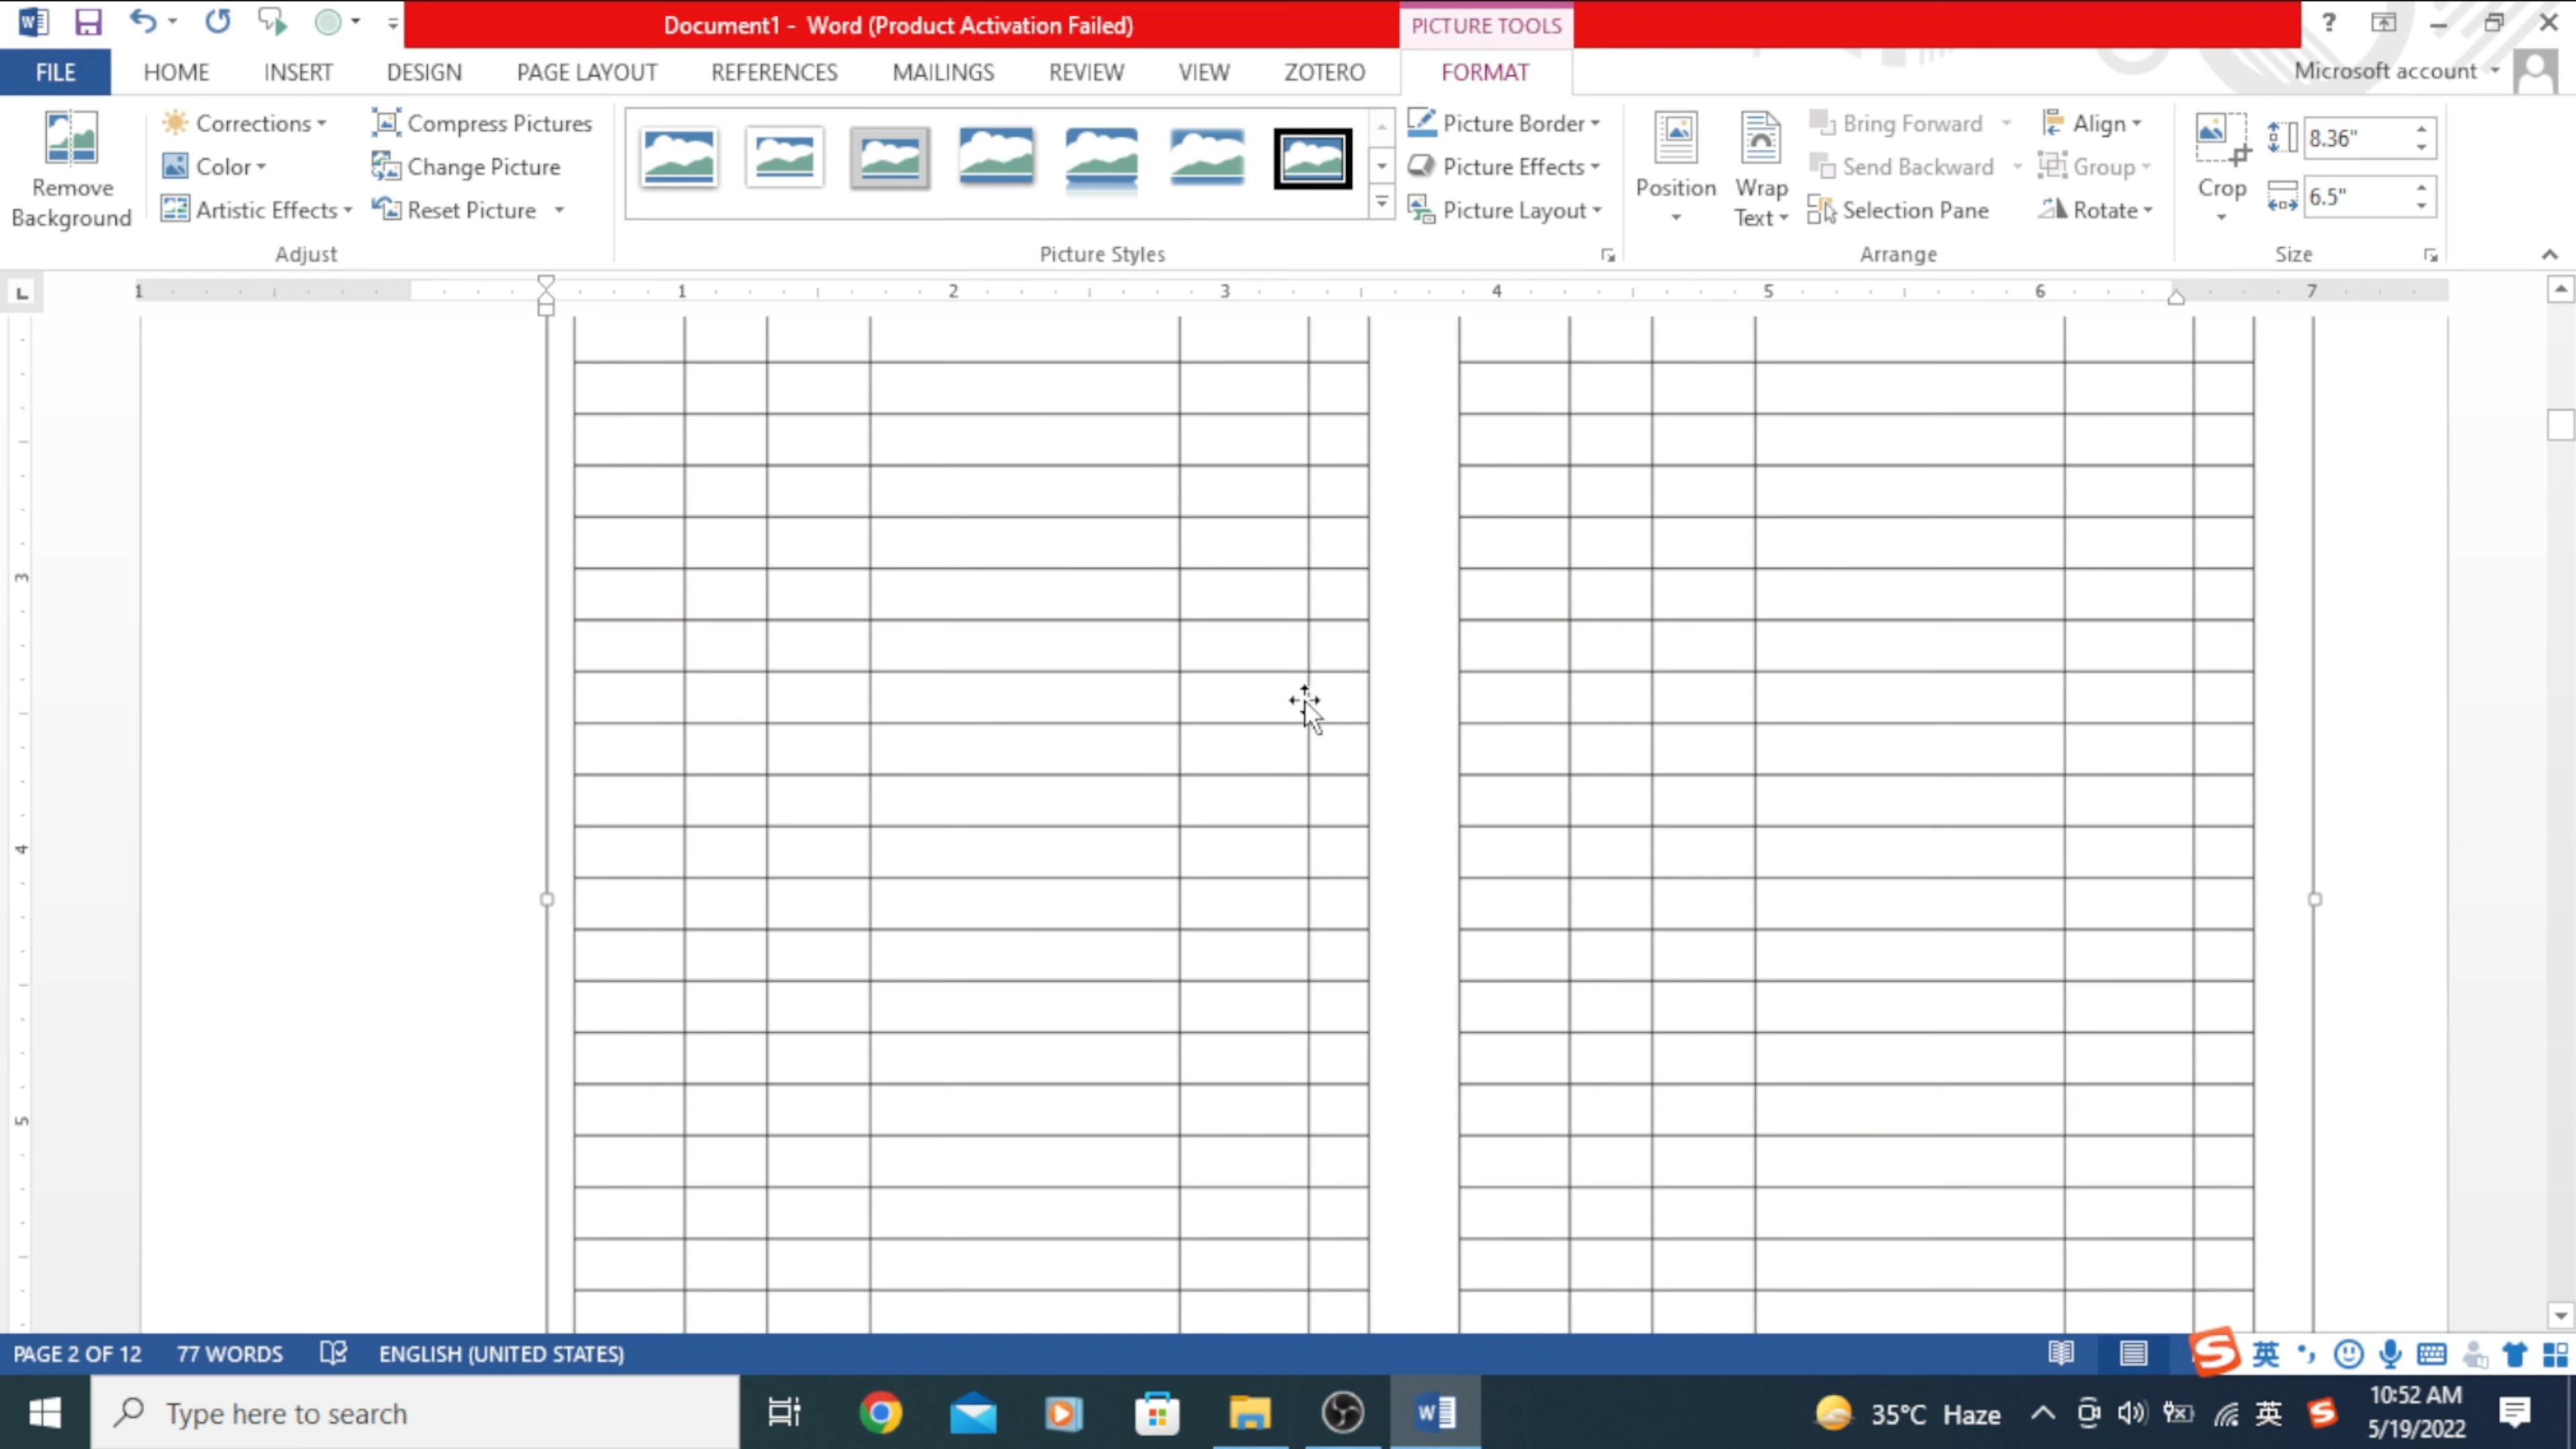 Document1 - Word (Product Activation Failed)
PICTURE TOOLS
?
FILE HOME INSERT DESIGN PAGE LAYOUT REFERENCES MAILINGS REVIEW VIEW ZOTERO FORMAT Microsoft account
Remove Background
Corrections
Color
Artistic Effects
Compress Pictures
Change Picture
Reset Picture
Adjust
Picture Styles
Picture Border
Picture Effects
Picture Layout
Position
Wrap Text
Bring Forward
Send Backward
Selection Pane
Align
Group
Rotate
Arrange
Crop
8.36"
6.5"
Size
1 1 2 3 4 5 6 7
3
4
5
PAGE 2 OF 12 77 WORDS ENGLISH (UNITED STATES)
英
Type here to search
35°C Haze
英
10:52 AM
5/19/2022